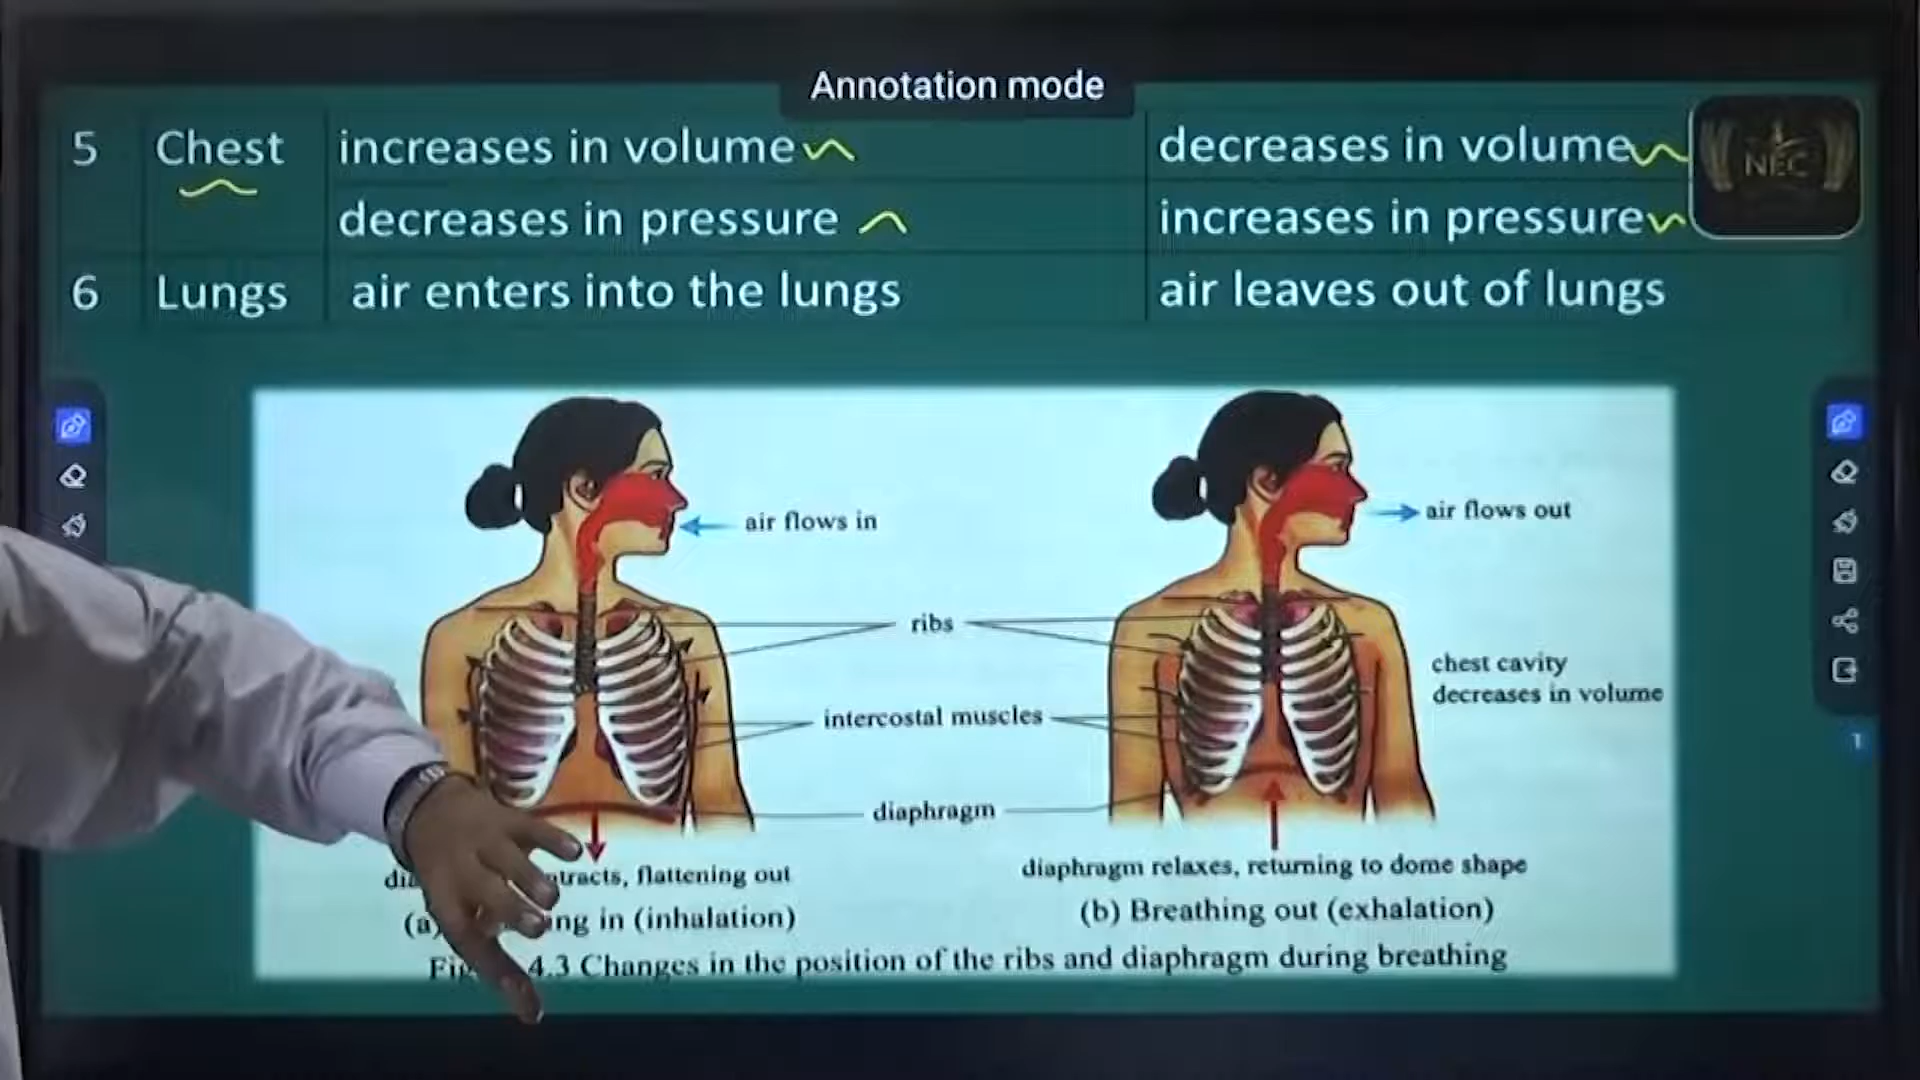 Annotation mode
5 Chest increases in volume decreases in volume
decreases in pressure increases in pressure
NEC
6 Lungs air enters into the lungs air leaves out of lungs
air flows in
air flows out
ribs
chest cavity
decreases in volume
intercostal muscles
diaphragm
flattening out
diaphragm relaxes, returning to dome shape
(a) in (inhalation)
(b) Breathing out (exhalation)
4.3 Changes in the position of the ribs and diaphragm during breathing
1